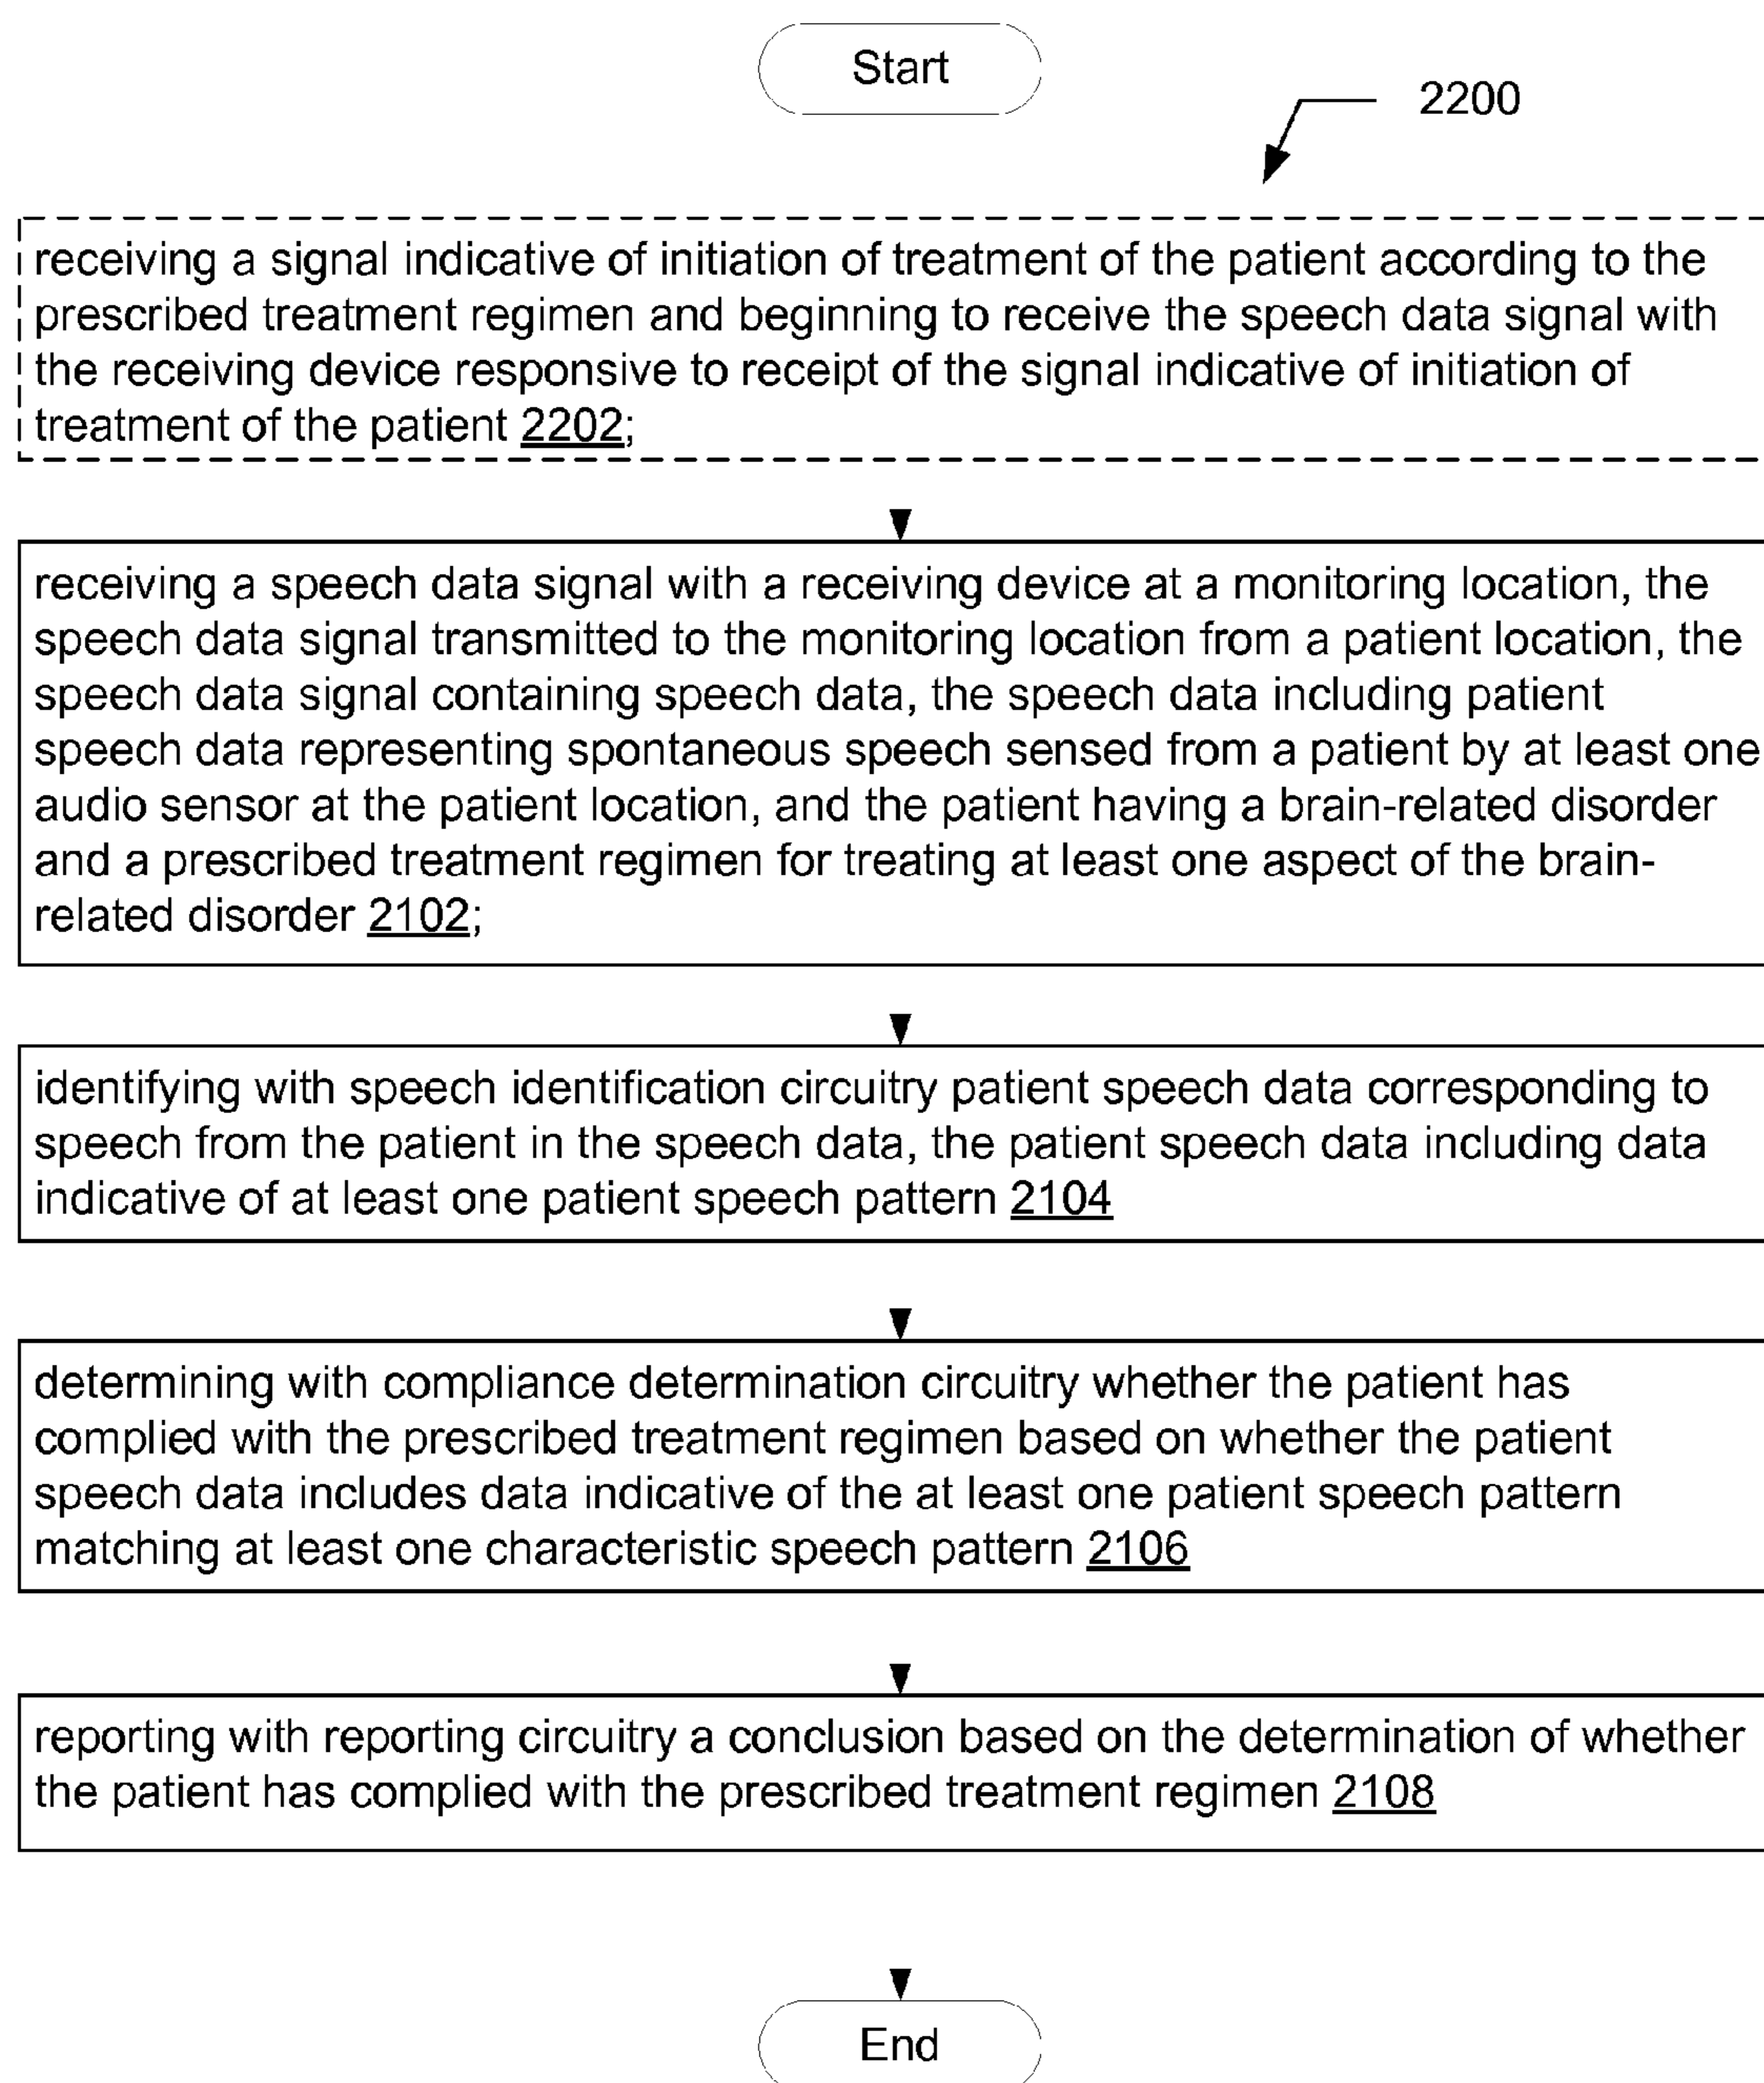 Start
2200
receiving a signal indicative of initiation of treatment of the patient according to the
prescribed treatment regimen and beginning to receive the speech data signal with
the receiving device responsive to receipt of the signal indicative of initiation of
treatment of the patient 2202;
receiving a speech data signal with a receiving device at a monitoring location, the
speech data signal transmitted to the monitoring location from a patient location, the
speech data signal containing speech data, the speech data including patient
speech data representing spontaneous speech sensed from a patient by at least one
audio sensor at the patient location, and the patient having a brain-related disorder
and a prescribed treatment regimen for treating at least one aspect of the brain-
related disorder 2102;
identifying with speech identification circuitry patient speech data corresponding to
speech from the patient in the speech data, the patient speech data including data
indicative of at least one patient speech pattern 2104
determining with compliance determination circuitry whether the patient has
complied with the prescribed treatment regimen based on whether the patient
speech data includes data indicative of the at least one patient speech pattern
matching at least one characteristic speech pattern 2106
reporting with reporting circuitry a conclusion based on the determination of whether
the patient has complied with the prescribed treatment regimen 2108
End